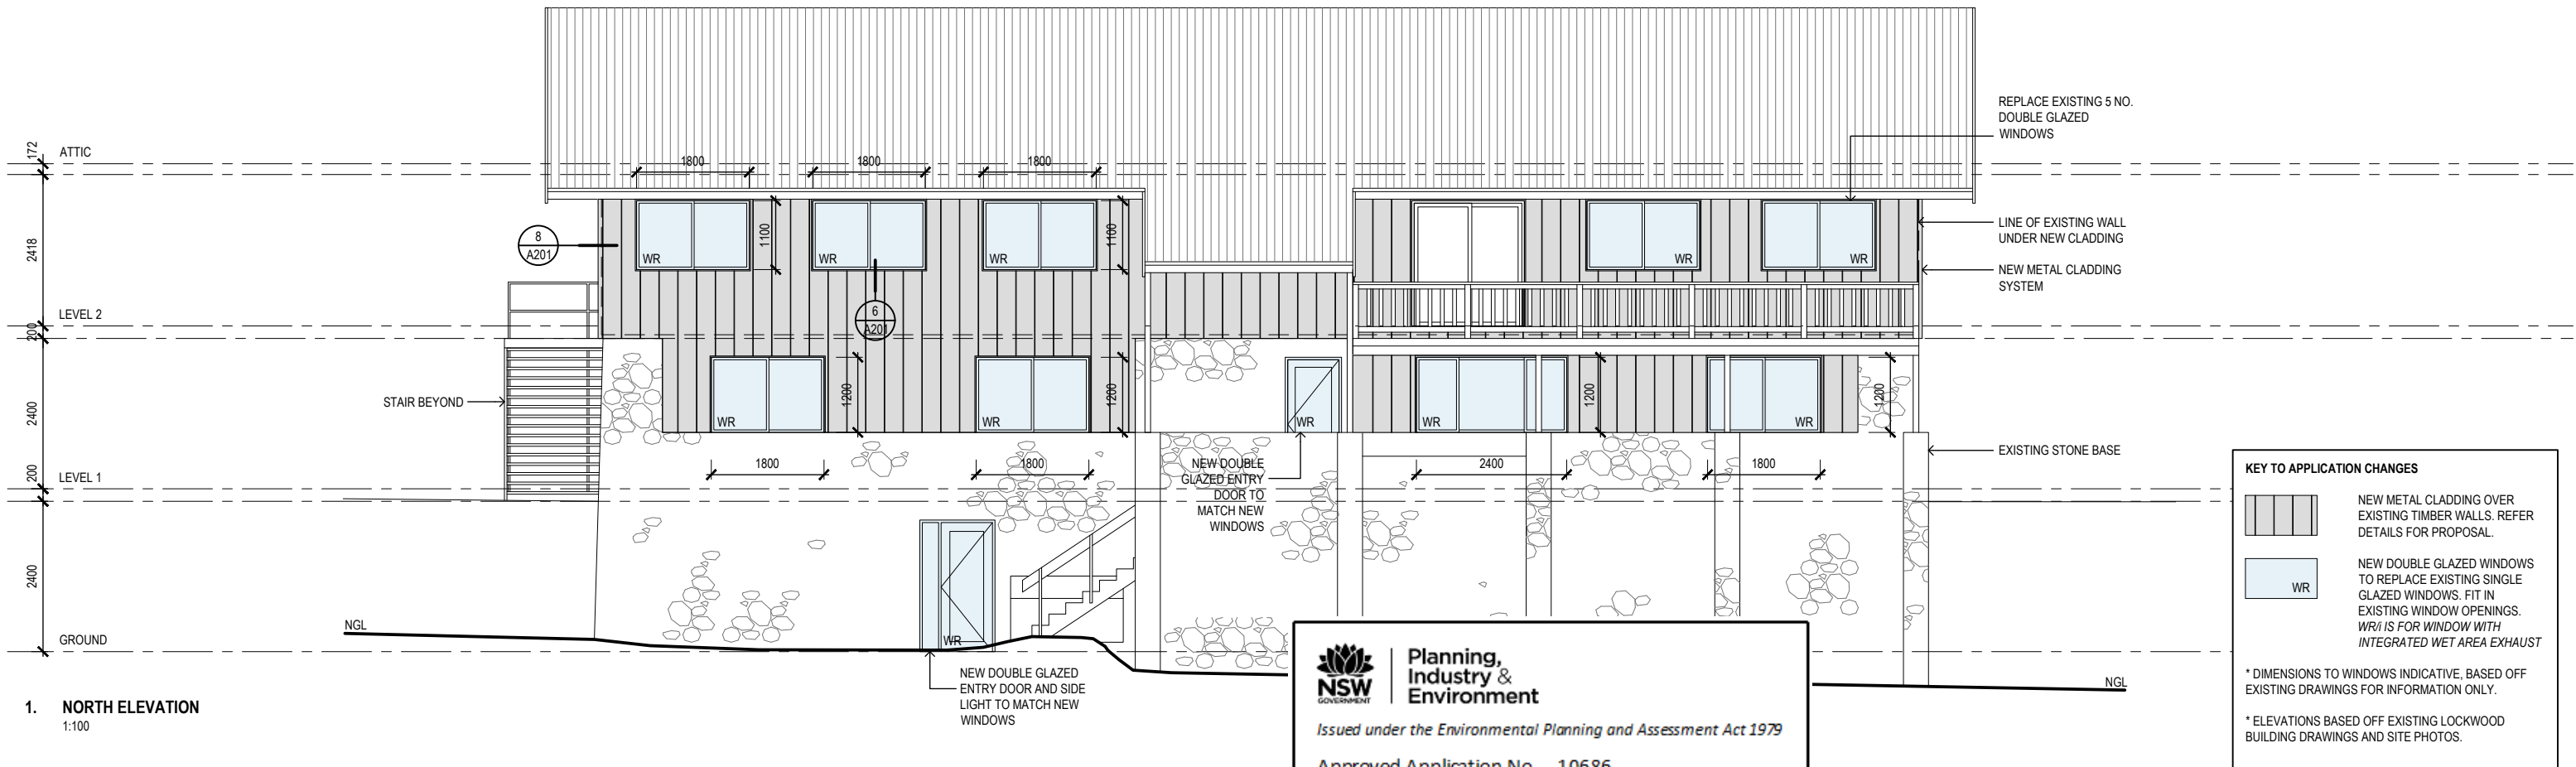 REPLACE EXISTING 5 NO.
DOUBLE GLAZED
WINDOWS
172
ATTIC
1800
1800
1800
LINE OF EXISTING WALL
UNDER NEW CLADDING
8
A201
1100
1100
2418
WR
WR
WR
WR
WR
NEW METAL CLADDING
SYSTEM
LEVEL 2
200
6
A201
STAIR BEYOND
2400
1200
1200
1200
1200
WR
WR
WR
WR
WR
EXISTING STONE BASE
1800
1800
NEW DOUBLE
GLAZED ENTRY
DOOR TO
MATCH NEW
WINDOWS
2400
1800
200
LEVEL 1
2400
NGL
GROUND
WR
NEW DOUBLE GLAZED
ENTRY DOOR AND SIDE
LIGHT TO MATCH NEW
WINDOWS
NGL
1. NORTH ELEVATION
1:100
NSW
GOVERNMENT
Planning,
Industry &
Environment
Issued under the Environmental Planning and Assessment Act 1979
Approved Application No 10686
KEY TO APPLICATION CHANGES
NEW METAL CLADDING OVER
EXISTING TIMBER WALLS. REFER
DETAILS FOR PROPOSAL.
WR
NEW DOUBLE GLAZED WINDOWS
TO REPLACE EXISTING SINGLE
GLAZED WINDOWS. FIT IN
EXISTING WINDOW OPENINGS.
WR/i IS FOR WINDOW WITH
INTEGRATED WET AREA EXHAUST
* DIMENSIONS TO WINDOWS INDICATIVE, BASED OFF
EXISTING DRAWINGS FOR INFORMATION ONLY.
* ELEVATIONS BASED OFF EXISTING LOCKWOOD
BUILDING DRAWINGS AND SITE PHOTOS.